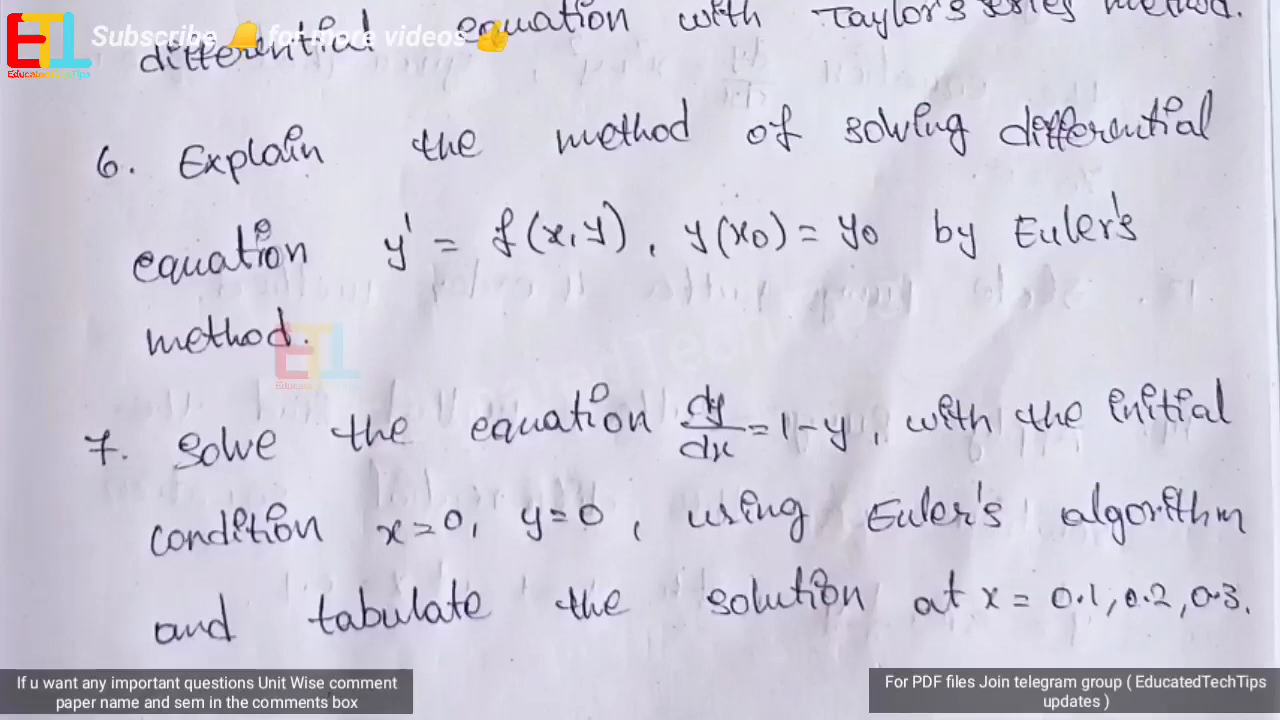 equation with Taylor's series method.
Subscribe for more videos
differential
ETL
EducatedTechTips
6. Explain the method of solving differential
equation y' = f(x,y), y(x0) = y0 by Euler's
method.
7. Solve the equation dy/dx = 1-y, with the initial
condition x=0, y=0, using Euler's algorithm
and tabulate the solution at x = 0.1, 0.2, 0.3.
If u want any important questions Unit Wise comment
paper name and sem in the comments box
For PDF files Join telegram group ( EducatedTechTips
updates )